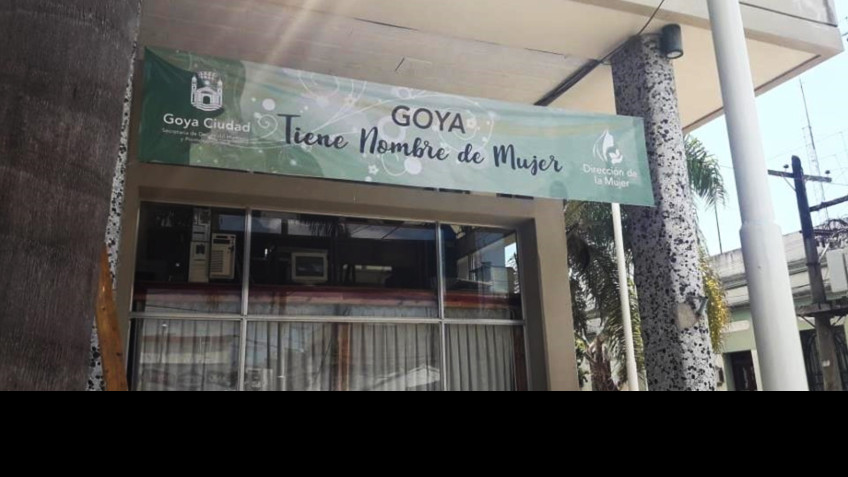 Goya Ciudad
GOYA
Tiene Nombre de Mujer
Dirección de
la Mujer